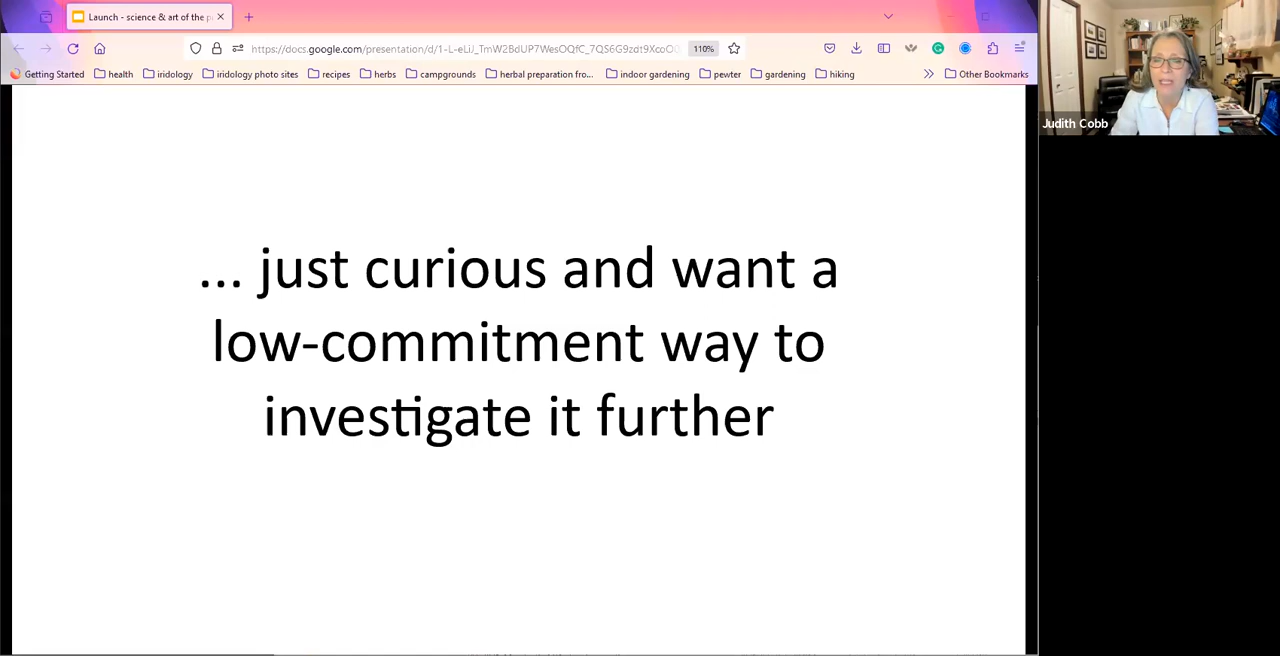 Launch - science & art of the p
https://docs.google.com/presentation/d/1-L-eLiJ_TmW2BdUP7WesOQfC_7QS6G9zdt9XcoO0
110%
Getting Started health iridology iridology photo sites recipes herbs campgrounds herbal preparation fro... indoor gardening pewter gardening hiking Other Bookmarks
Judith Cobb
... just curious and want a
low-commitment way to
investigate it further